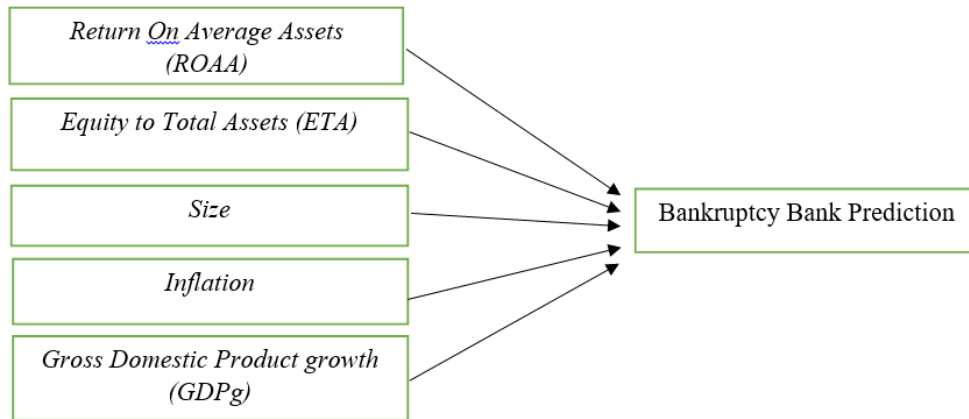 Return On Average Assets
(ROAA)
Equity to Total Assets (ETA)
Size
Bankruptcy Bank Prediction
Inflation
Gross Domestic Product growth
(GDPg)